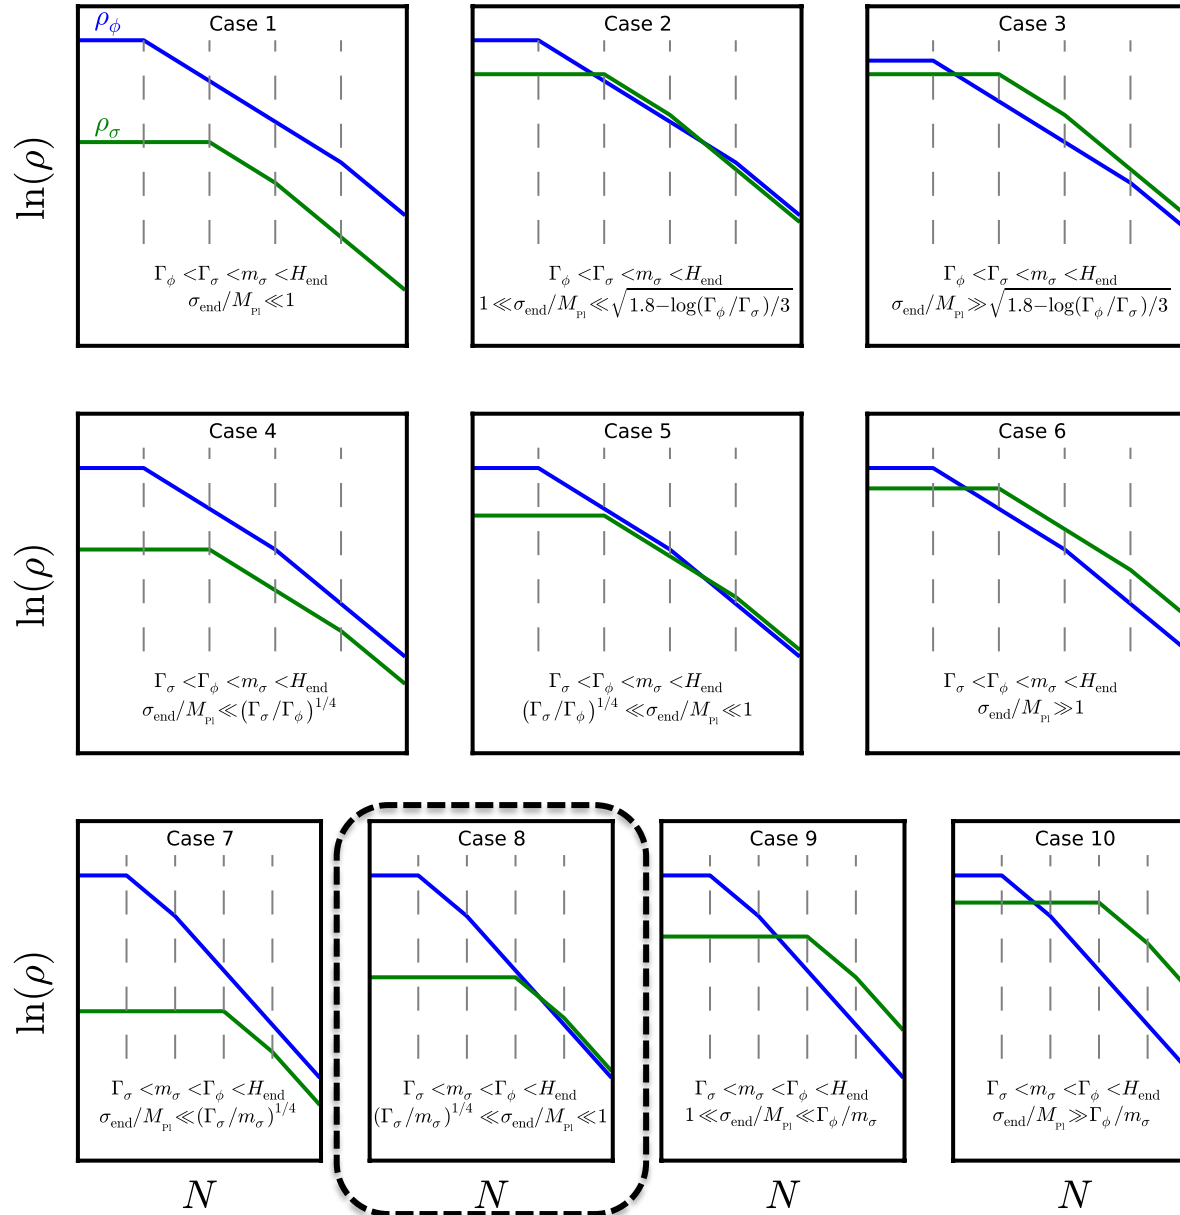 Case 1
Case 2
Case 3
ρ_ϕ
ρ_σ
ln(ρ)
Γ_ϕ < Γ_σ < m_σ < H_end
σ_end/M_Pl ≪ 1
Γ_ϕ < Γ_σ < m_σ < H_end
1 ≪ σ_end/M_Pl ≪ √(1.8−log(Γ_ϕ/Γ_σ)/3)
Γ_ϕ < Γ_σ < m_σ < H_end
σ_end/M_Pl ≫ √(1.8−log(Γ_ϕ/Γ_σ)/3)
Case 4
Case 5
Case 6
ln(ρ)
Γ_σ < Γ_ϕ < m_σ < H_end
σ_end/M_Pl ≪ (Γ_σ/Γ_ϕ)^1/4
Γ_σ < Γ_ϕ < m_σ < H_end
(Γ_σ/Γ_ϕ)^1/4 ≪ σ_end/M_Pl ≪ 1
Γ_σ < Γ_ϕ < m_σ < H_end
σ_end/M_Pl ≫ 1
Case 7
Case 8
Case 9
Case 10
ln(ρ)
Γ_σ < m_σ < Γ_ϕ < H_end
σ_end/M_Pl ≪ (Γ_σ/m_σ)^1/4
Γ_σ < m_σ < Γ_ϕ < H_end
(Γ_σ/m_σ)^1/4 ≪ σ_end/M_Pl ≪ 1
Γ_σ < m_σ < Γ_ϕ < H_end
1 ≪ σ_end/M_Pl ≪ Γ_ϕ/m_σ
Γ_σ < m_σ < Γ_ϕ < H_end
σ_end/M_Pl ≫ Γ_ϕ/m_σ
N
N
N
N